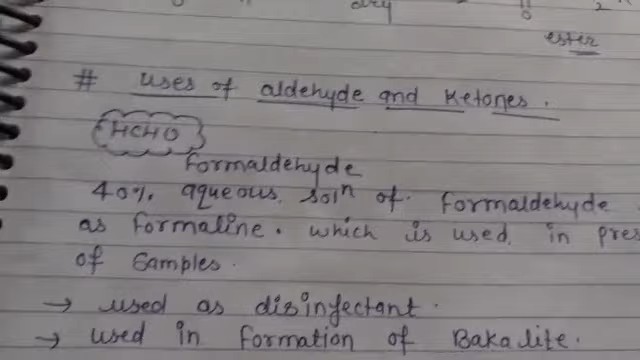 ester
# uses of aldehyde and Ketones.
HCHO
formaldehyde
40% aqueous soln of formaldehyde
as formaline. which is used in pres
of Samples.
→ used as disinfectant.
→ used in formation of Bakalite.